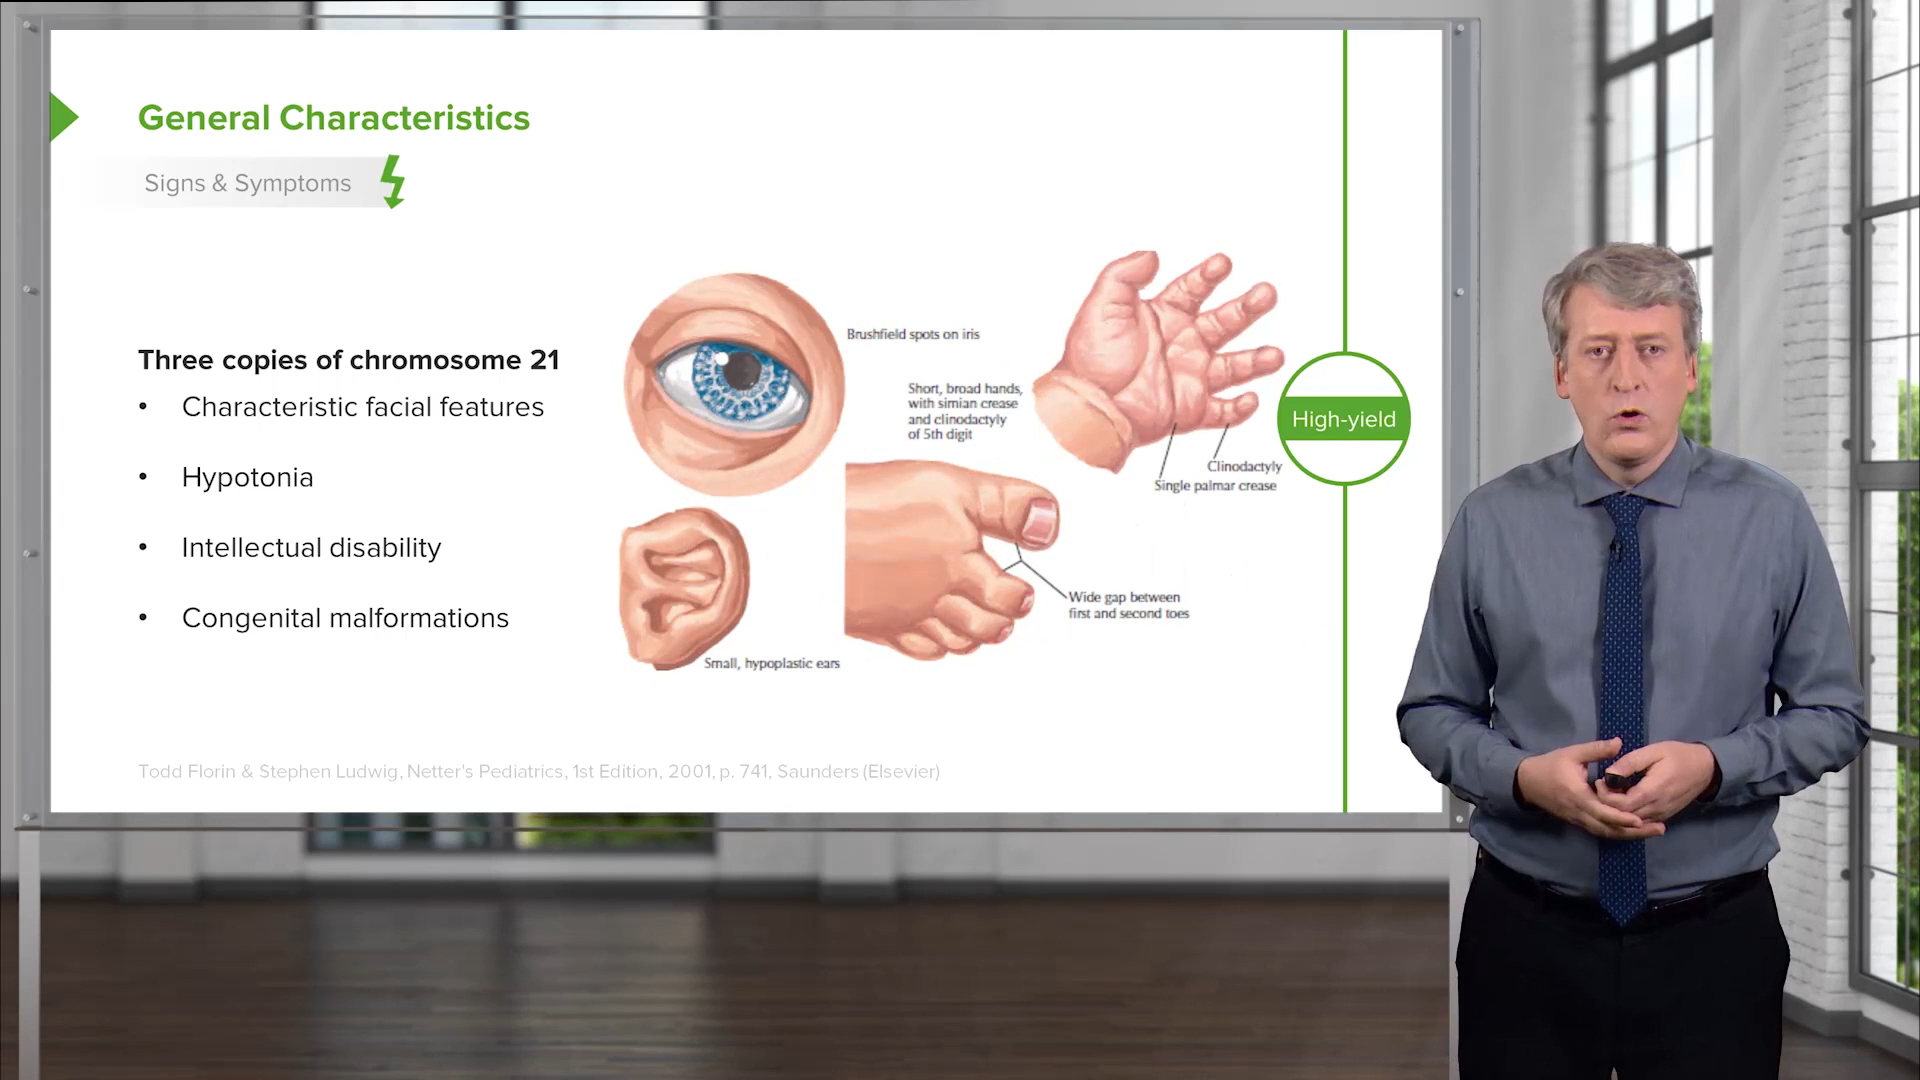 General Characteristics
Signs & Symptoms
Three copies of chromosome 21
• Characteristic facial features
• Hypotonia
• Intellectual disability
• Congenital malformations
Brushfield spots on iris
Short, broad hands,
with simian crease
and clinodactyly
of 5th digit
Clinodactyly
Single palmar crease
High-yield
Wide gap between
first and second toes
Small, hypoplastic ears
Todd Florin & Stephen Ludwig, Netter's Pediatrics, 1st Edition, 2001, p. 741, Saunders (Elsevier)